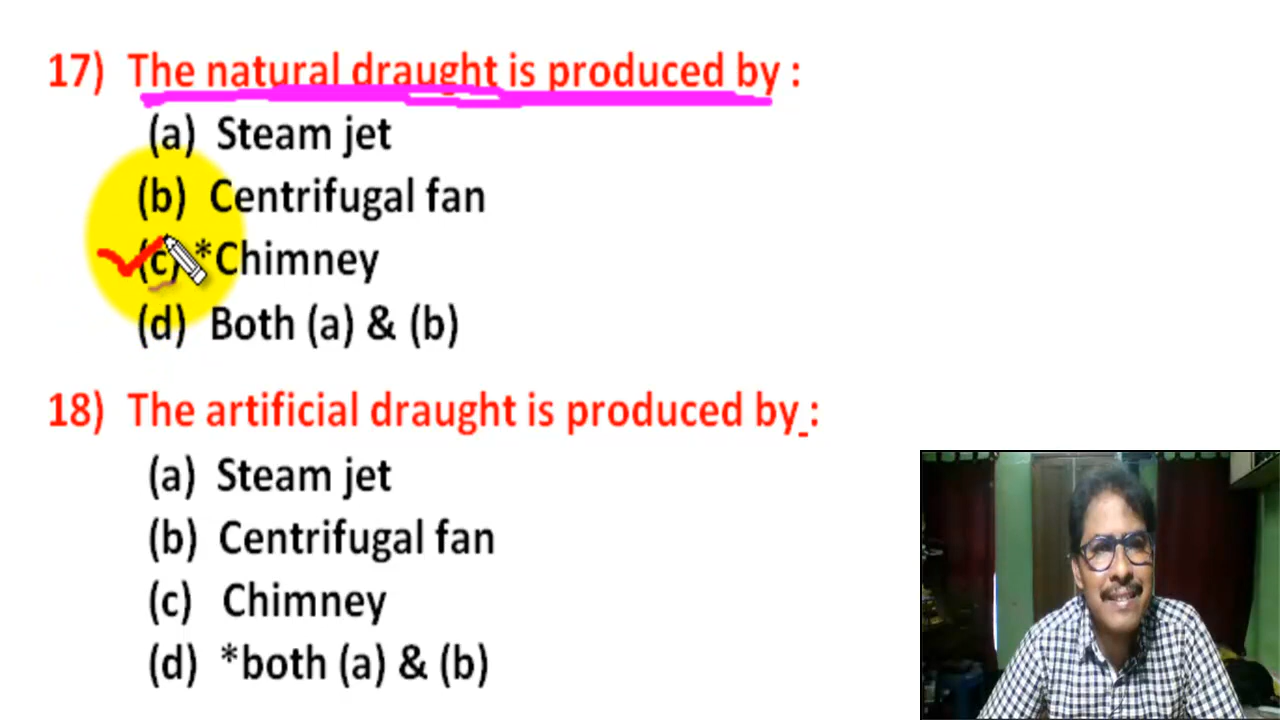 17) The natural draught is produced by :
(a) Steam jet
(b) Centrifugal fan
(c) *Chimney
(d) Both (a) & (b)
18) The artificial draught is produced by :
(a) Steam jet
(b) Centrifugal fan
(c) Chimney
(d) *both (a) & (b)